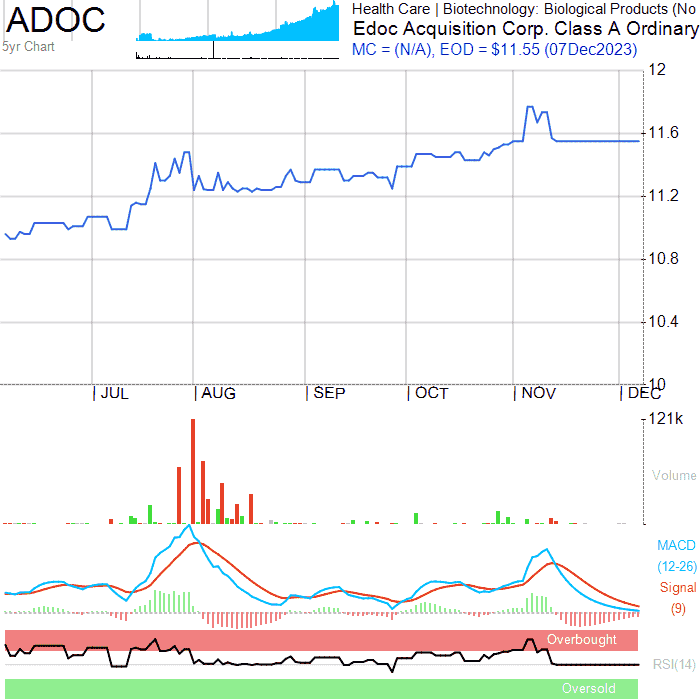 ADOC
5yr Chart
Health Care | Biotechnology: Biological Products (No
Edoc Acquisition Corp. Class A Ordinary
MC = (N/A), EOD = $11.55 (07Dec2023)
12
11.6
11.2
10.8
10.4
10
| JUL | AUG | SEP | OCT | NOV | DEC
121k
Volume
MACD
(12-26)
Signal
(9)
Overbought
RSI(14)
Oversold